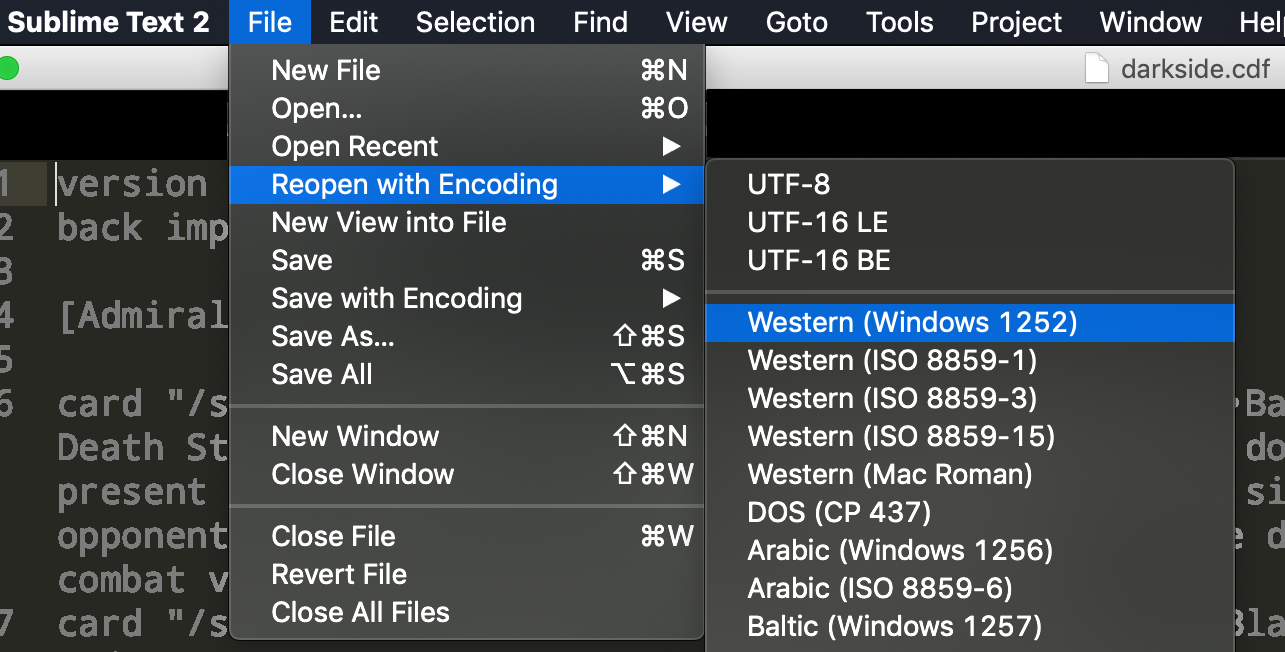 Sublime Text 2 File Edit Selection Find View Goto Tools Project Window Help
darkside.cdf
New File ⌘N
Open... ⌘O
Open Recent ▶
Reopen with Encoding ▶
New View into File
Save ⌘S
Save with Encoding ▶
Save As... ⇧⌘S
Save All ⌥⌘S
New Window ⇧⌘N
Close Window ⇧⌘W
Close File ⌘W
Revert File
Close All Files
UTF-8
UTF-16 LE
UTF-16 BE
Western (Windows 1252)
Western (ISO 8859-1)
Western (ISO 8859-3)
Western (ISO 8859-15)
Western (Mac Roman)
DOS (CP 437)
Arabic (Windows 1256)
Arabic (ISO 8859-6)
Baltic (Windows 1257)
1 version
2 back imp
3
4 [Admiral
5
6 card "/s •Ba
Death St do
present si
opponent e d
combat v
7 card "/s Bla